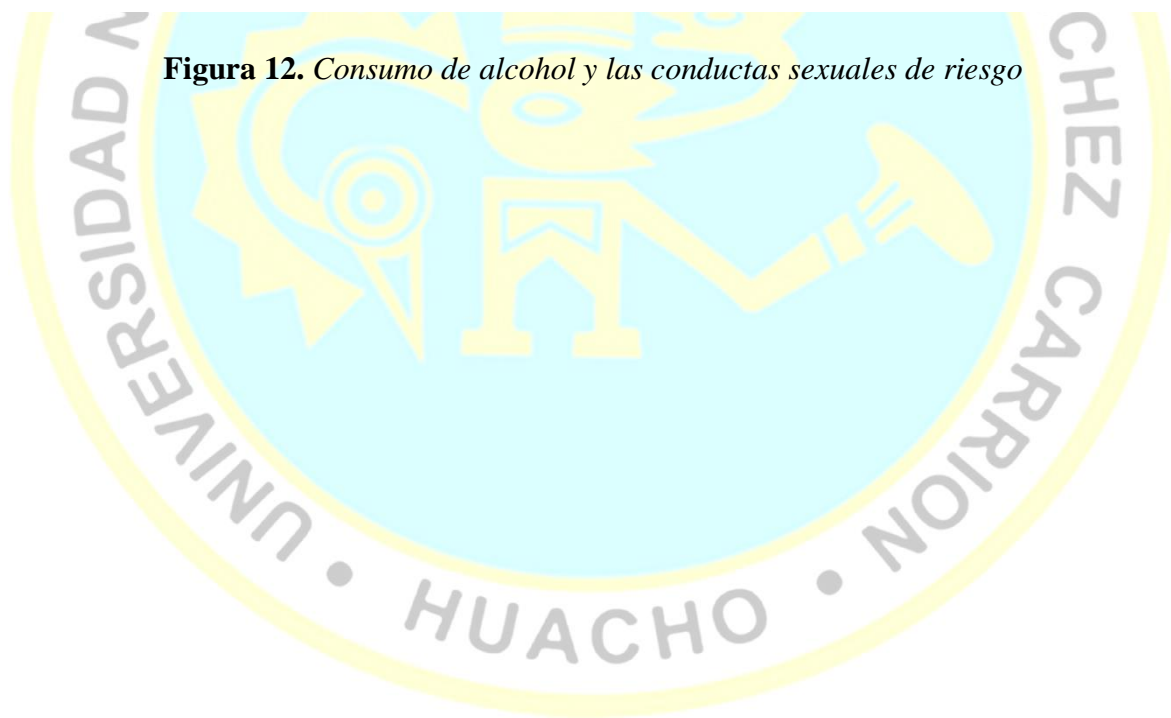 Figura 12. Consumo de alcohol y las conductas sexuales de riesgo
UNIVERSIDAD
CHEZ CARRION
• HUACHO •